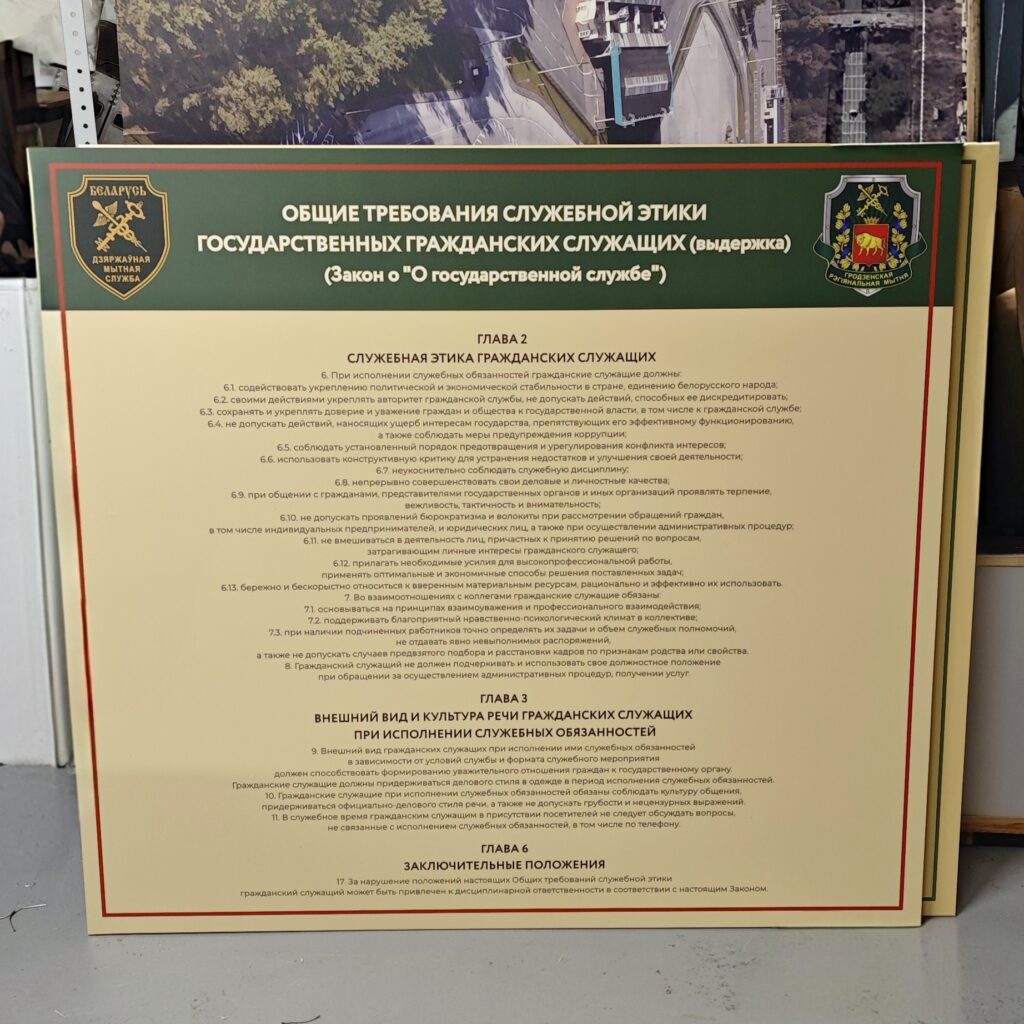 БЕЛАРУСЬ
ДЗЯРЖАЎНАЯ
МЫТНАЯ
СЛУЖБА
ОБЩИЕ ТРЕБОВАНИЯ СЛУЖЕБНОЙ ЭТИКИ
ГОСУДАРСТВЕННЫХ ГРАЖДАНСКИХ СЛУЖАЩИХ (выдержка)
(Закон о "О государственной службе")
ГРОДЗЕНСКАЯ
РЭГІЯНАЛЬНАЯ МЫТНЯ
ГЛАВА 2
СЛУЖЕБНАЯ ЭТИКА ГРАЖДАНСКИХ СЛУЖАЩИХ
6. При исполнении служебных обязанностей гражданские служащие должны:
6.1. содействовать укреплению политической и экономической стабильности в стране, единению белорусского народа;
6.2. своими действиями укреплять авторитет гражданской службы, не допускать действий, способных ее дискредитировать;
6.3. сохранять и укреплять доверие и уважение граждан и общества к государственной власти, в том числе к гражданской службе;
6.4. не допускать действий, наносящих ущерб интересам государства, препятствующих его эффективному функционированию,
а также соблюдать меры предупреждения коррупции;
6.5. соблюдать установленный порядок предотвращения и урегулирования конфликта интересов;
6.6. использовать конструктивную критику для устранения недостатков и улучшения своей деятельности;
6.7. неукоснительно соблюдать служебную дисциплину;
6.8. непрерывно совершенствовать свои деловые и личностные качества;
6.9. при общении с гражданами, представителями государственных органов и иных организаций проявлять терпение,
вежливость, тактичность и внимательность;
6.10. не допускать проявлений бюрократизма и волокиты при рассмотрении обращений граждан,
в том числе индивидуальных предпринимателей, и юридических лиц, а также при осуществлении административных процедур;
6.11. не вмешиваться в деятельность лиц, причастных к принятию решений по вопросам,
затрагивающим личные интересы гражданского служащего;
6.12. прилагать необходимые усилия для высокопрофессиональной работы,
применять оптимальные и экономичные способы решения поставленных задач;
6.13. бережно и бескорыстно относиться к вверенным материальным ресурсам, рационально и эффективно их использовать.
7. Во взаимоотношениях с коллегами гражданские служащие обязаны:
7.1. основываться на принципах взаимоуважения и профессионального взаимодействия;
7.2. поддерживать благоприятный нравственно-психологический климат в коллективе;
7.3. при наличии подчиненных работников точно определять их задачи и объем служебных полномочий,
не отдавать явно невыполнимых распоряжений,
а также не допускать случаев предвзятого подбора и расстановки кадров по признакам родства или свойства.
8. Гражданский служащий не должен подчеркивать и использовать свое должностное положение
при обращении за осуществлением административных процедур, получении услуг.
ГЛАВА 3
ВНЕШНИЙ ВИД И КУЛЬТУРА РЕЧИ ГРАЖДАНСКИХ СЛУЖАЩИХ
ПРИ ИСПОЛНЕНИИ СЛУЖЕБНЫХ ОБЯЗАННОСТЕЙ
9. Внешний вид гражданских служащих при исполнении ими служебных обязанностей
в зависимости от условий службы и формата служебного мероприятия
должен способствовать формированию уважительного отношения граждан к государственному органу.
Гражданские служащие должны придерживаться делового стиля в одежде в период исполнения служебных обязанностей.
10. Гражданские служащие при исполнении служебных обязанностей обязаны соблюдать культуру общения,
придерживаться официально-делового стиля речи, а также не допускать грубости и нецензурных выражений.
11. В служебное время гражданским служащим в присутствии посетителей не следует обсуждать вопросы,
не связанные с исполнением служебных обязанностей, в том числе по телефону.
ГЛАВА 6
ЗАКЛЮЧИТЕЛЬНЫЕ ПОЛОЖЕНИЯ
17. За нарушение положений настоящих Общих требований служебной этики
гражданский служащий может быть привлечен к дисциплинарной ответственности в соответствии с настоящим Законом.